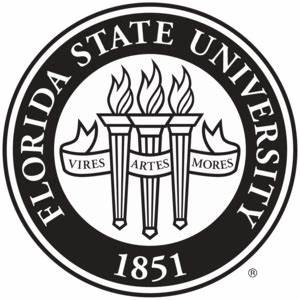 FLORIDA STATE UNIVERSITY
VIRES ARTES MORES
1851
®